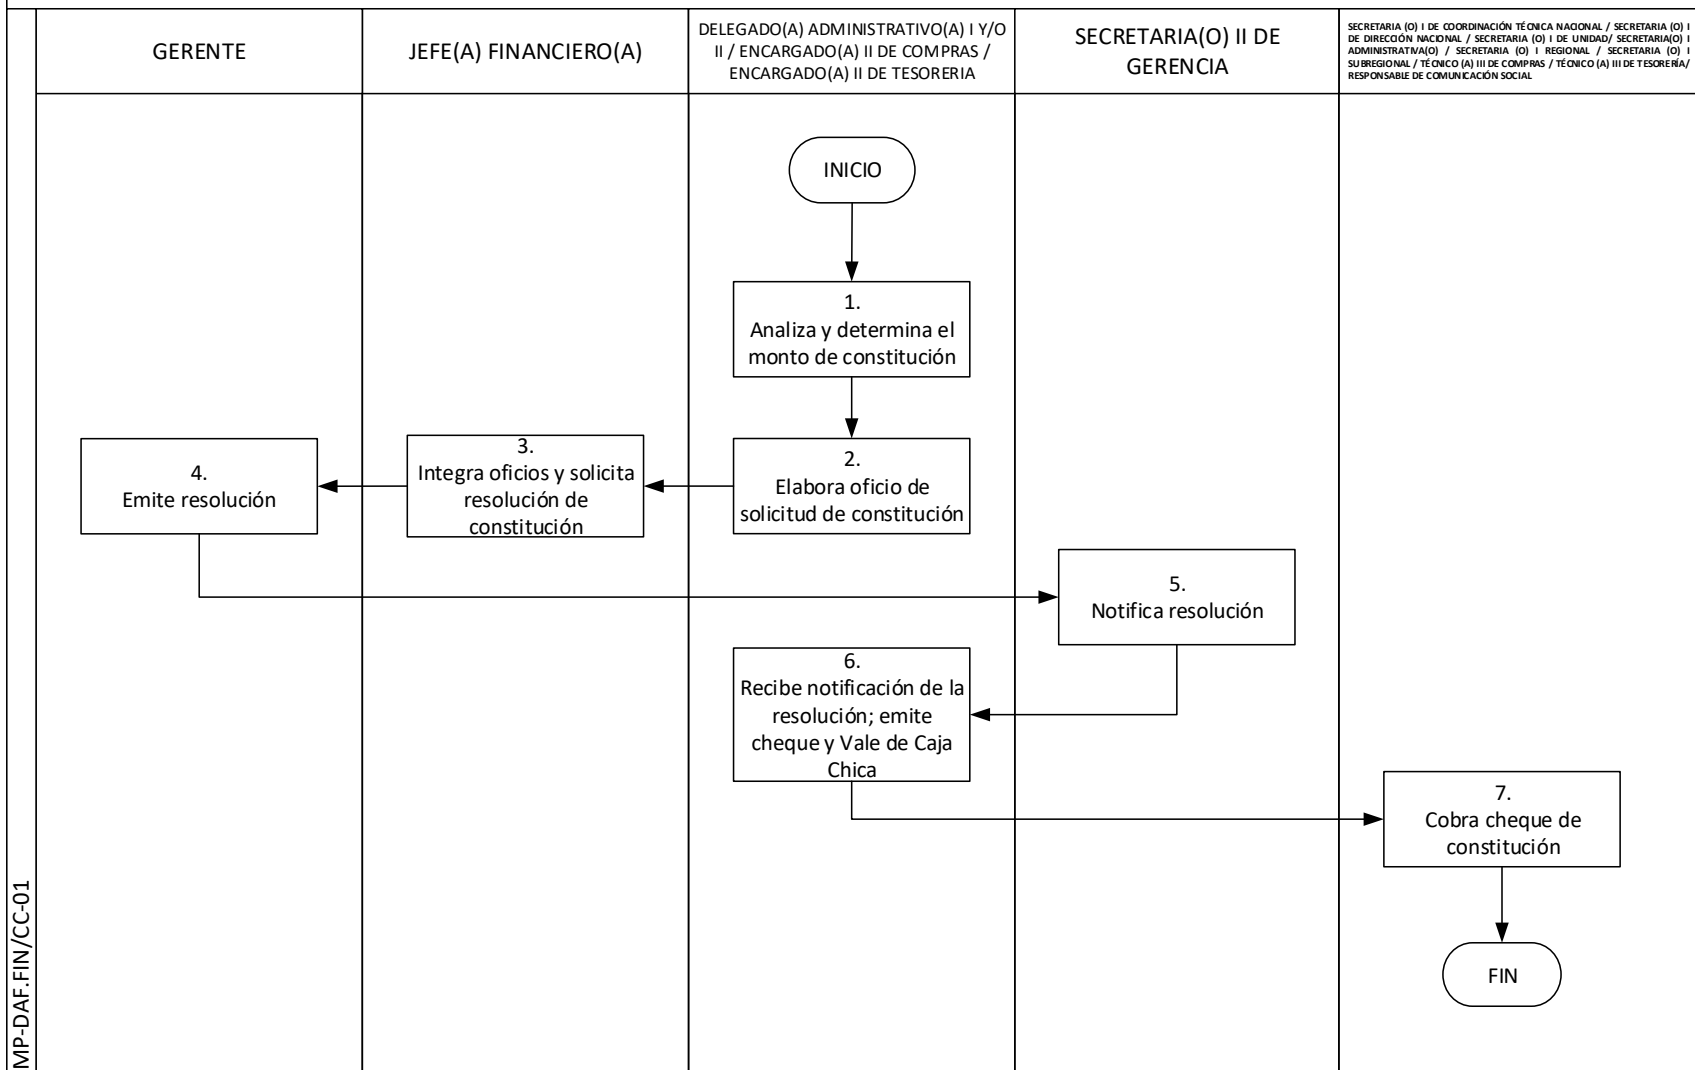 GERENTE
JEFE(A) FINANCIERO(A)
DELEGADO(A) ADMINISTRATIVO(A) I Y/O
II / ENCARGADO(A) II DE COMPRAS /
ENCARGADO(A) II DE TESORERIA
SECRETARIA(O) II DE
GERENCIA
SECRETARIA (O) I DE COORDINACIÓN TÉCNICA NACIONAL / SECRETARIA (O) I
DE DIRECCIÓN NACIONAL / SECRETARIA (O) I DE UNIDAD/ SECRETARIA(O) I
ADMINISTRATIVA(O) / SECRETARIA (O) I REGIONAL / SECRETARIA (O) I
SUBREGIONAL / TÉCNICO (A) III DE COMPRAS / TÉCNICO (A) III DE TESORERÍA/
RESPONSABLE DE COMUNICACIÓN SOCIAL
INICIO
1.
Analiza y determina el
monto de constitución
2.
Elabora oficio de
solicitud de constitución
3.
Integra oficios y solicita
resolución de
constitución
4.
Emite resolución
5.
Notifica resolución
6.
Recibe notificación de la
resolución; emite
cheque y Vale de Caja
Chica
7.
Cobra cheque de
constitución
FIN
MP-DAF.FIN/CC-01